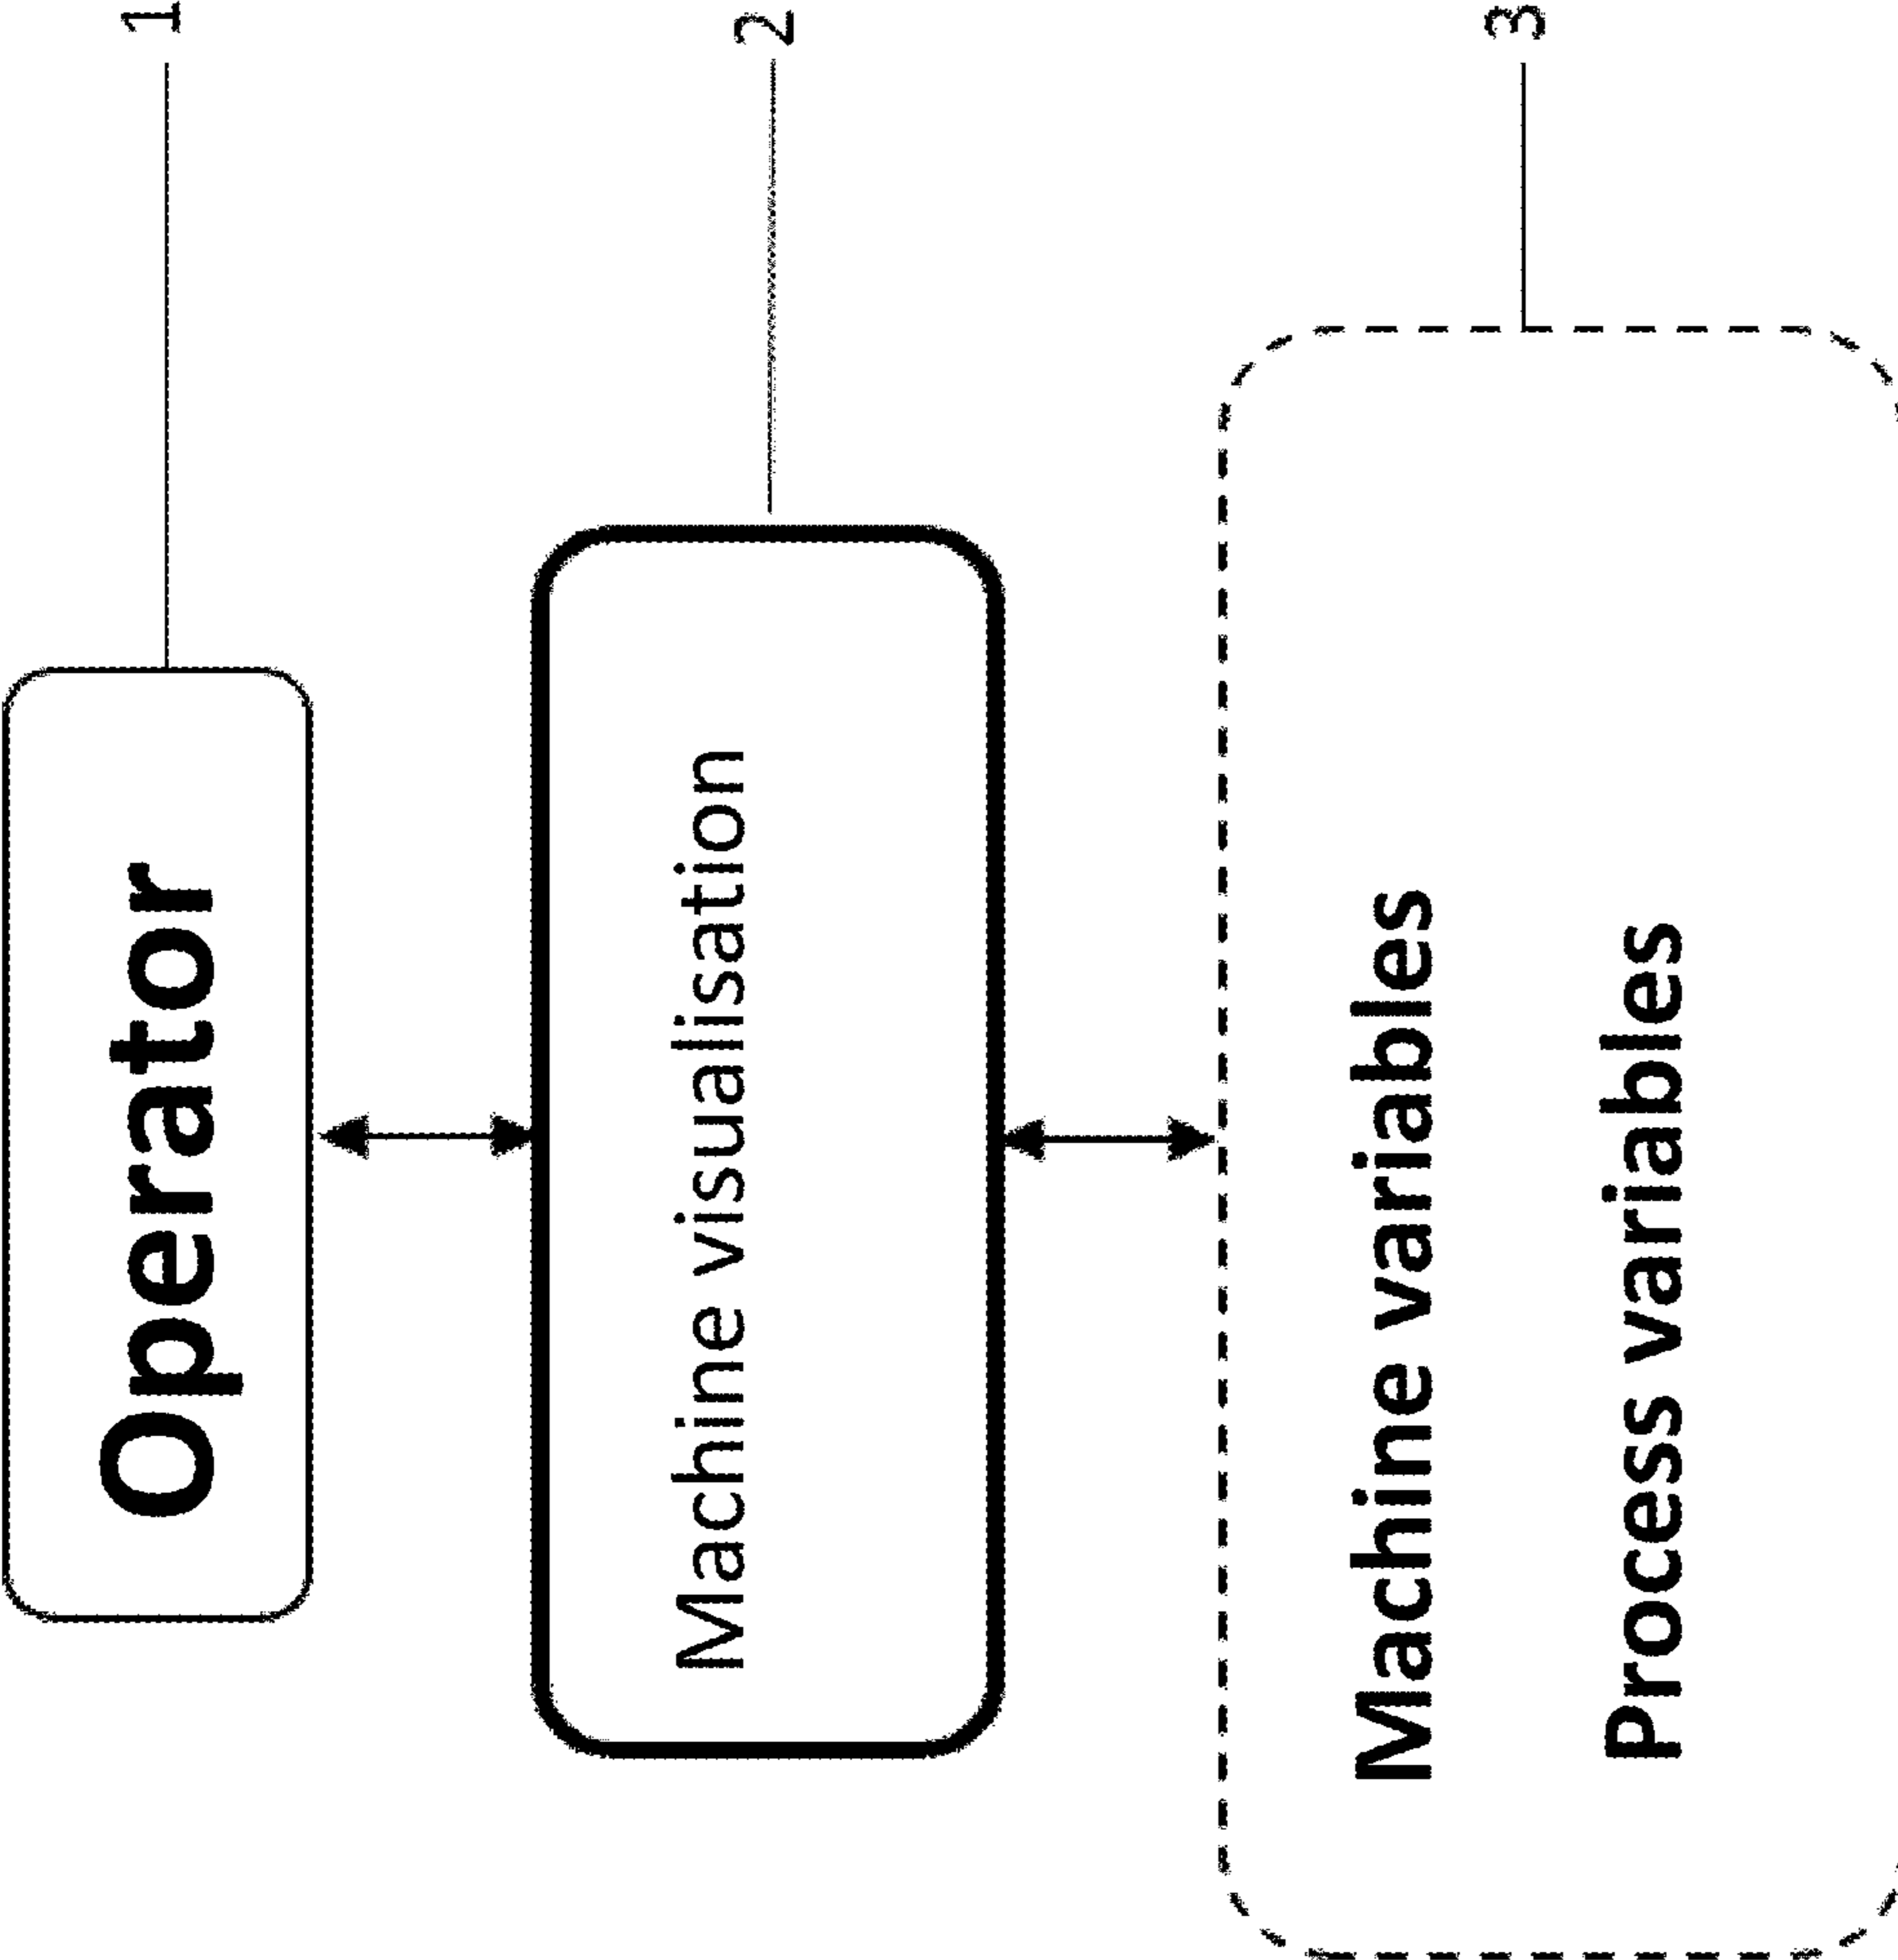 Operator
1
Machine visualisation
2
Machine variables
Process variables
3